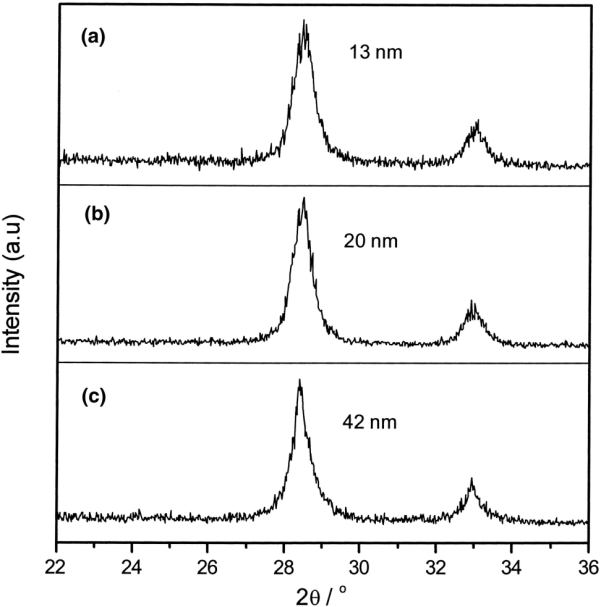 (a)
13 nm
(b)
20 nm
(c)
42 nm
Intensity (a.u)
22 24 26 28 30 32 34 36
2θ / °